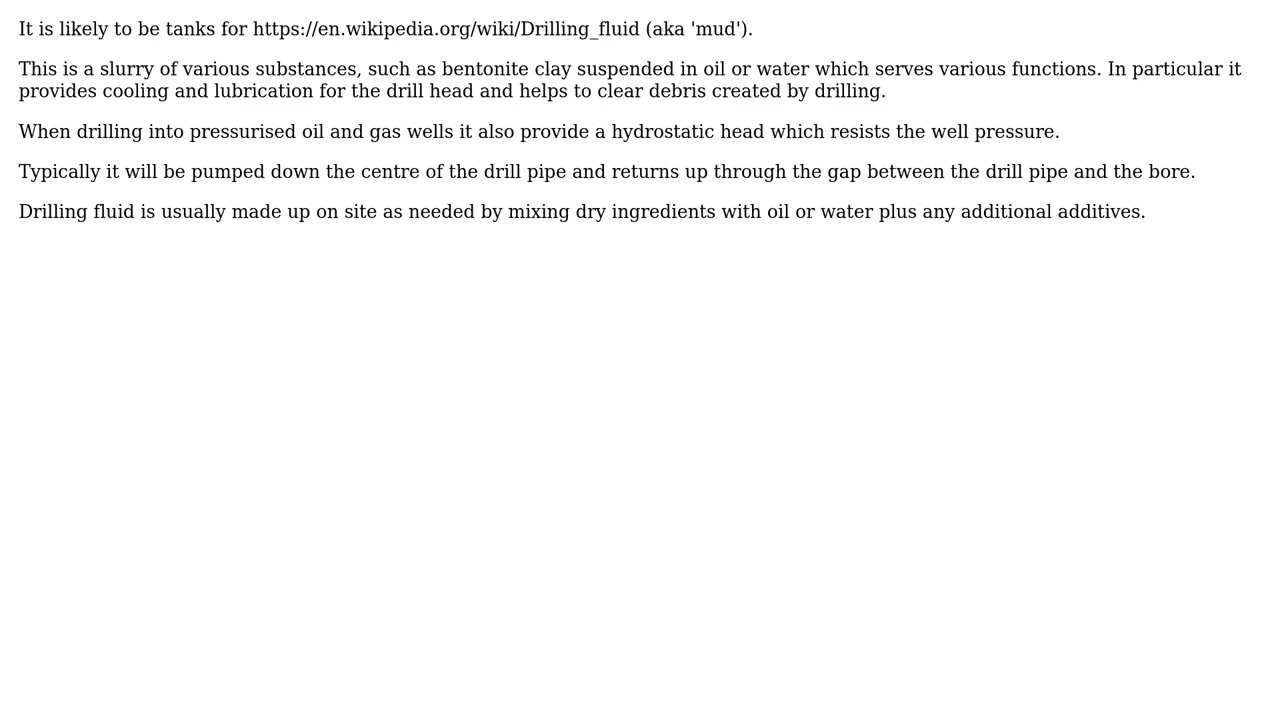 It is likely to be tanks for https://en.wikipedia.org/wiki/Drilling_fluid (aka 'mud').
This is a slurry of various substances, such as bentonite clay suspended in oil or water which serves various functions. In particular it
provides cooling and lubrication for the drill head and helps to clear debris created by drilling.
When drilling into pressurised oil and gas wells it also provide a hydrostatic head which resists the well pressure.
Typically it will be pumped down the centre of the drill pipe and returns up through the gap between the drill pipe and the bore.
Drilling fluid is usually made up on site as needed by mixing dry ingredients with oil or water plus any additional additives.